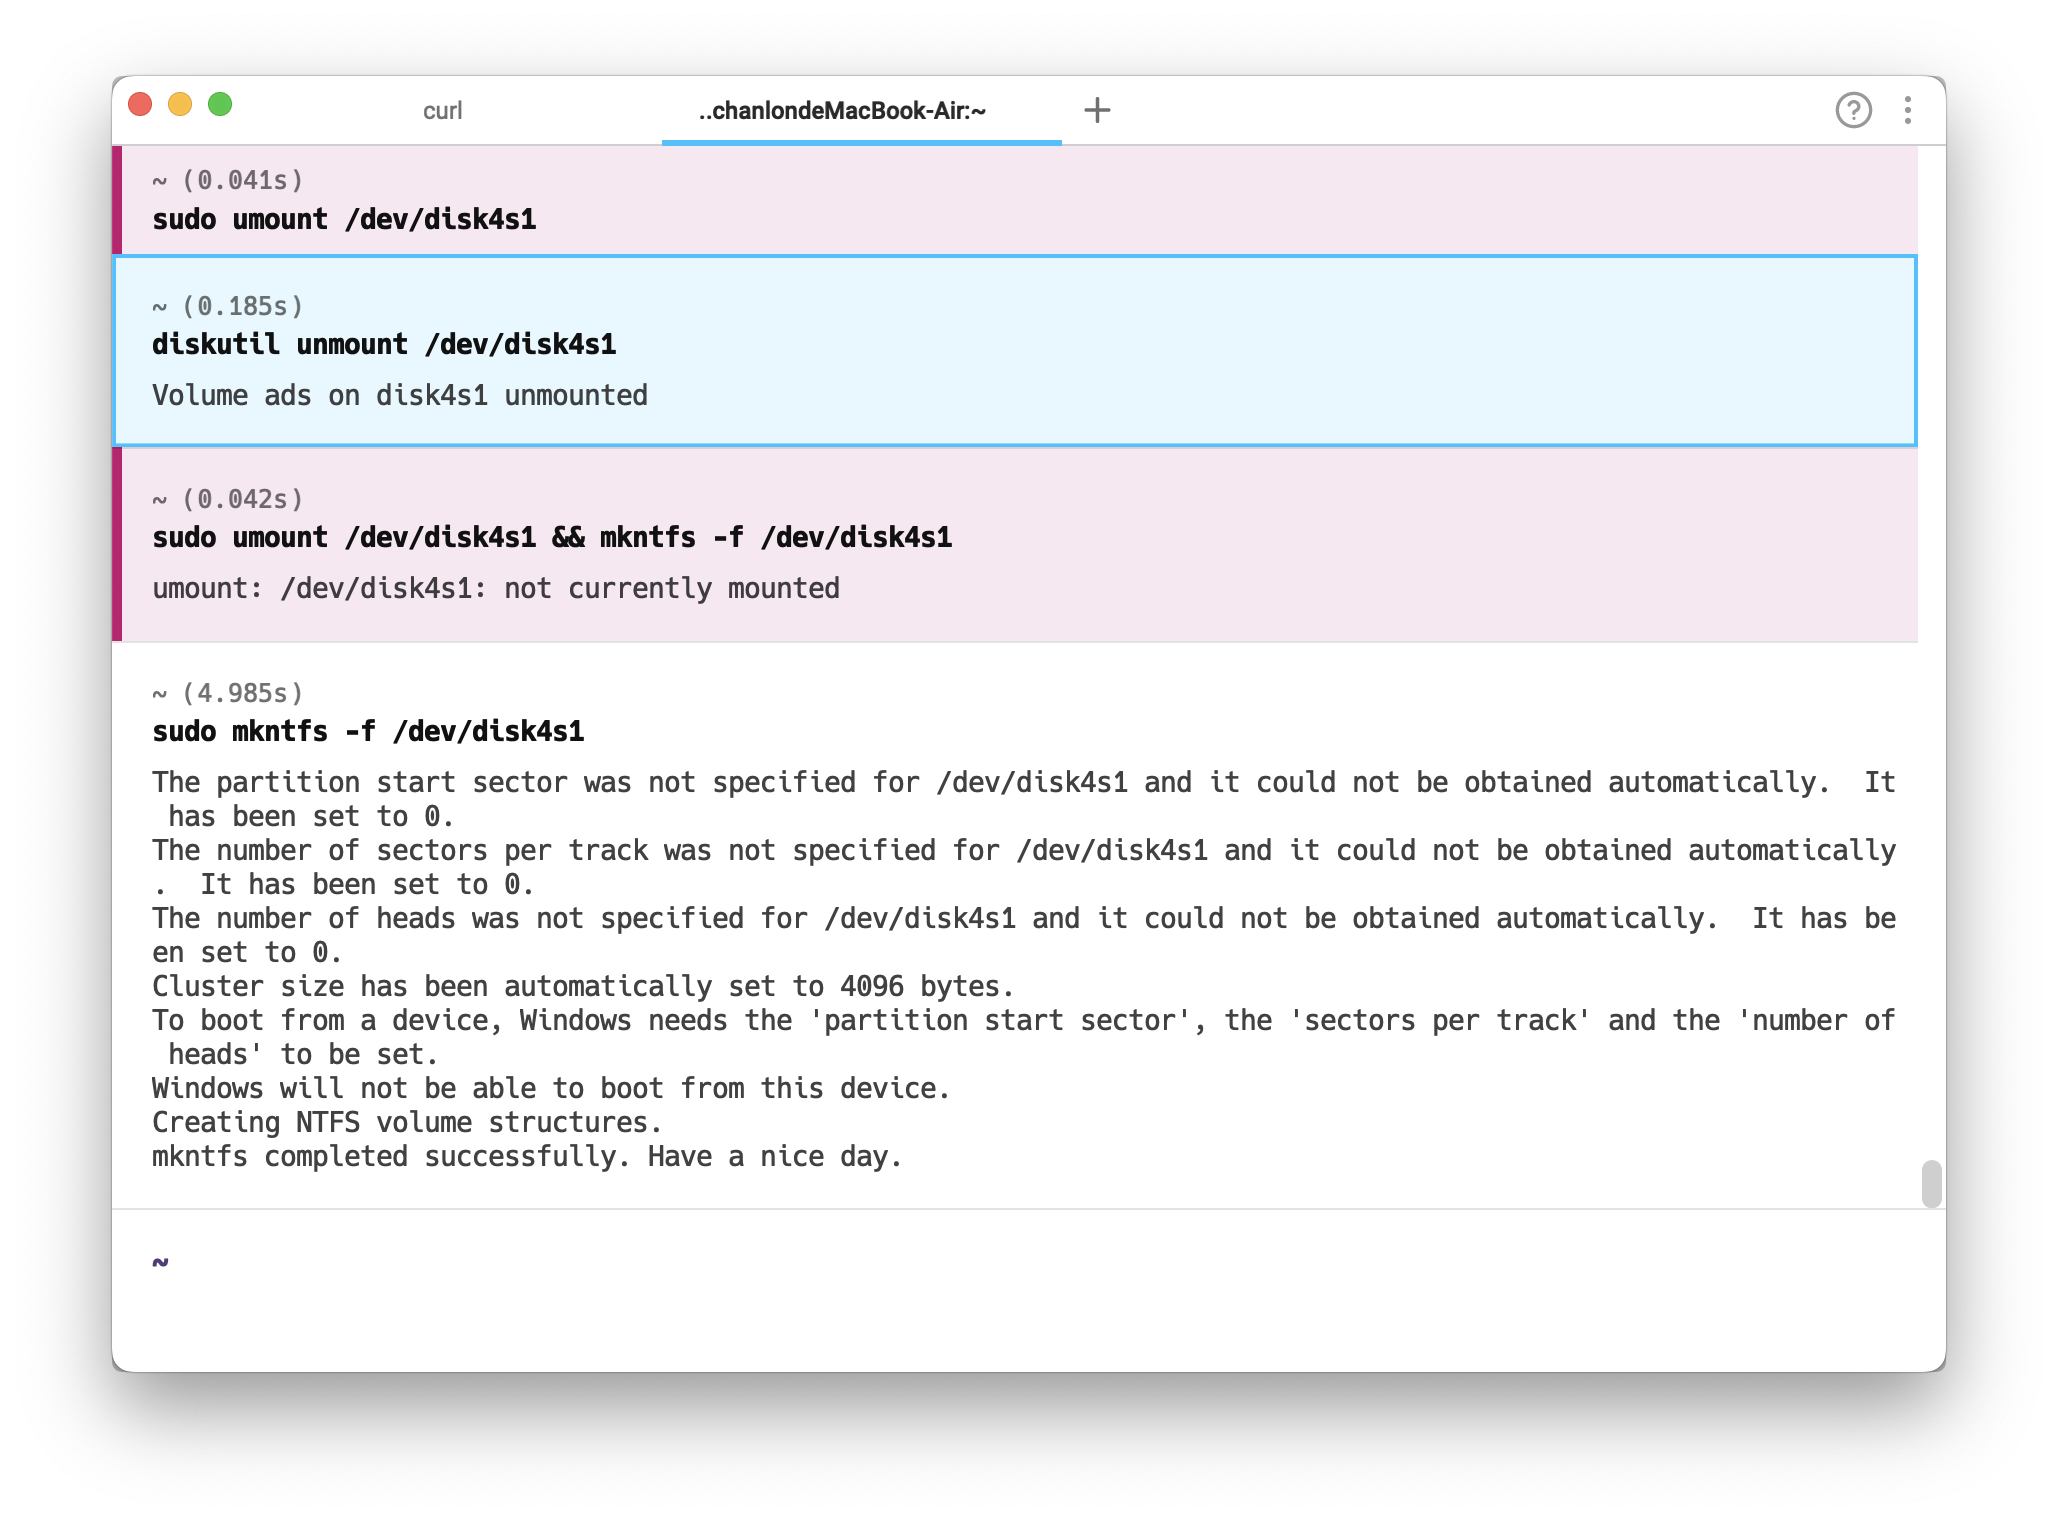 curl
..chanlondeMacBook-Air:~
~ (0.041s)
sudo umount /dev/disk4s1
~ (0.185s)
diskutil unmount /dev/disk4s1
Volume ads on disk4s1 unmounted
~ (0.042s)
sudo umount /dev/disk4s1 && mkntfs -f /dev/disk4s1
umount: /dev/disk4s1: not currently mounted
~ (4.985s)
sudo mkntfs -f /dev/disk4s1
The partition start sector was not specified for /dev/disk4s1 and it could not be obtained automatically.  It
 has been set to 0.
The number of sectors per track was not specified for /dev/disk4s1 and it could not be obtained automatically
.  It has been set to 0.
The number of heads was not specified for /dev/disk4s1 and it could not be obtained automatically.  It has be
en set to 0.
Cluster size has been automatically set to 4096 bytes.
To boot from a device, Windows needs the 'partition start sector', the 'sectors per track' and the 'number of
 heads' to be set.
Windows will not be able to boot from this device.
Creating NTFS volume structures.
mkntfs completed successfully. Have a nice day.
~